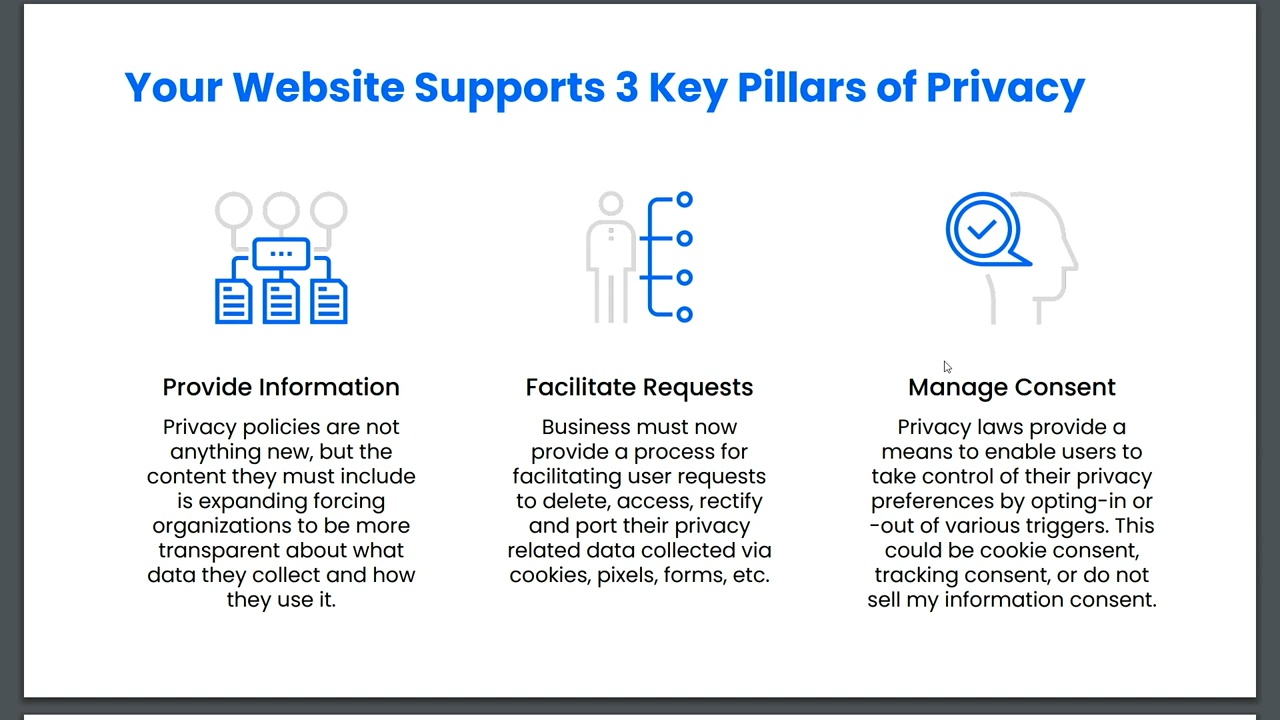 Your Website Supports 3 Key Pillars of Privacy
Provide Information
Privacy policies are not
anything new, but the
content they must include
is expanding forcing
organizations to be more
transparent about what
data they collect and how
they use it.
Facilitate Requests
Business must now
provide a process for
facilitating user requests
to delete, access, rectify
and port their privacy
related data collected via
cookies, pixels, forms, etc.
Manage Consent
Privacy laws provide a
means to enable users to
take control of their privacy
preferences by opting-in or
-out of various triggers. This
could be cookie consent,
tracking consent, or do not
sell my information consent.